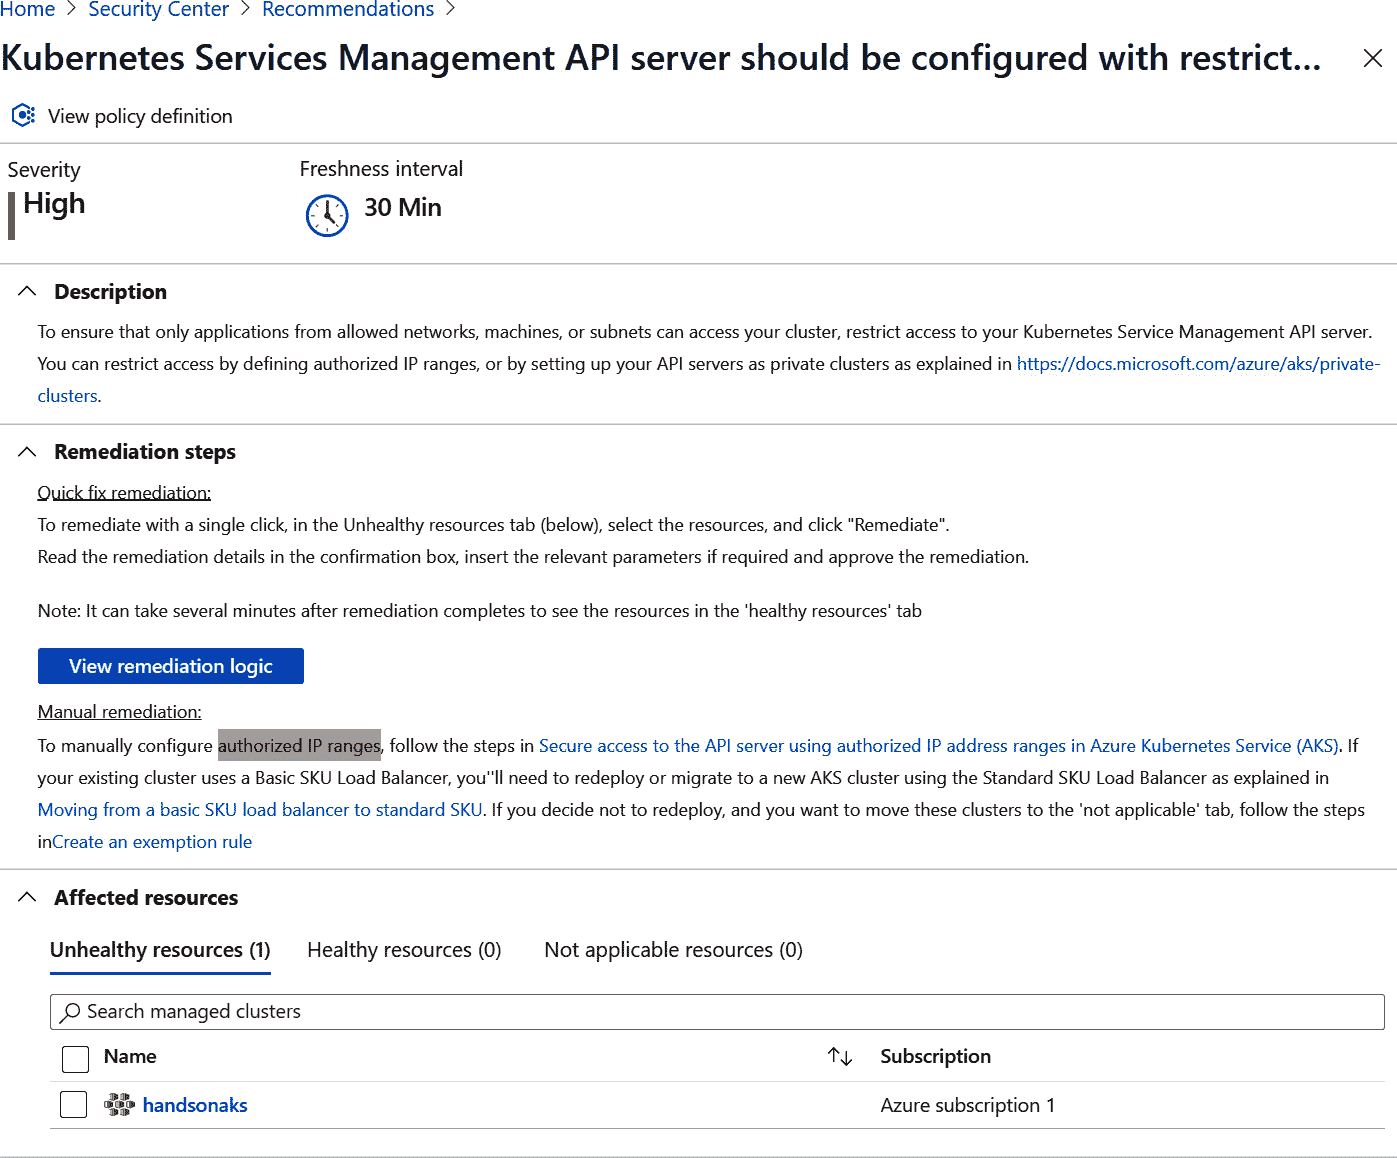 Home > Security Center > Recommendations >
Kubernetes Services Management API server should be configured with restrict...
View policy definition
Severity
High
Freshness interval
30 Min
Description
To ensure that only applications from allowed networks, machines, or subnets can access your cluster, restrict access to your Kubernetes Service Management API server.
You can restrict access by defining authorized IP ranges, or by setting up your API servers as private clusters as explained in https://docs.microsoft.com/azure/aks/private-
clusters.
Remediation steps
Quick fix remediation:
To remediate with a single click, in the Unhealthy resources tab (below), select the resources, and click "Remediate".
Read the remediation details in the confirmation box, insert the relevant parameters if required and approve the remediation.
Note: It can take several minutes after remediation completes to see the resources in the 'healthy resources' tab
View remediation logic
Manual remediation:
To manually configure authorized IP ranges, follow the steps in Secure access to the API server using authorized IP address ranges in Azure Kubernetes Service (AKS). If
your existing cluster uses a Basic SKU Load Balancer, you''ll need to redeploy or migrate to a new AKS cluster using the Standard SKU Load Balancer as explained in
Moving from a basic SKU load balancer to standard SKU. If you decide not to redeploy, and you want to move these clusters to the 'not applicable' tab, follow the steps
inCreate an exemption rule
Affected resources
Unhealthy resources (1) Healthy resources (0) Not applicable resources (0)
Search managed clusters
Name Subscription
handsonaks Azure subscription 1